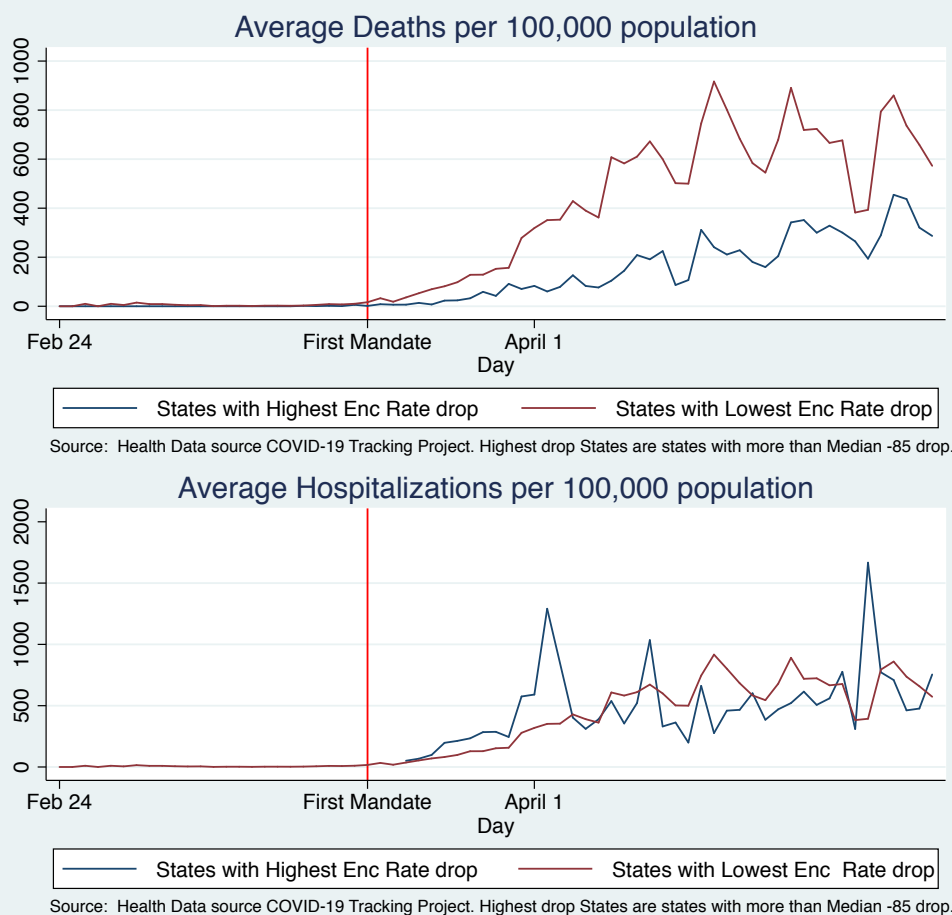 Average Deaths per 100,000 population
1000
800
600
400
200
0
Feb 24 First Mandate April 1
Day
States with Highest Enc Rate drop States with Lowest Enc Rate drop
Source: Health Data source COVID-19 Tracking Project. Highest drop States are states with more than Median -85 drop.
Average Hospitalizations per 100,000 population
2000
1500
1000
500
0
Feb 24 First Mandate April 1
Day
States with Highest Enc Rate drop States with Lowest Enc Rate drop
Source: Health Data source COVID-19 Tracking Project. Highest drop States are states with more than Median -85 drop.